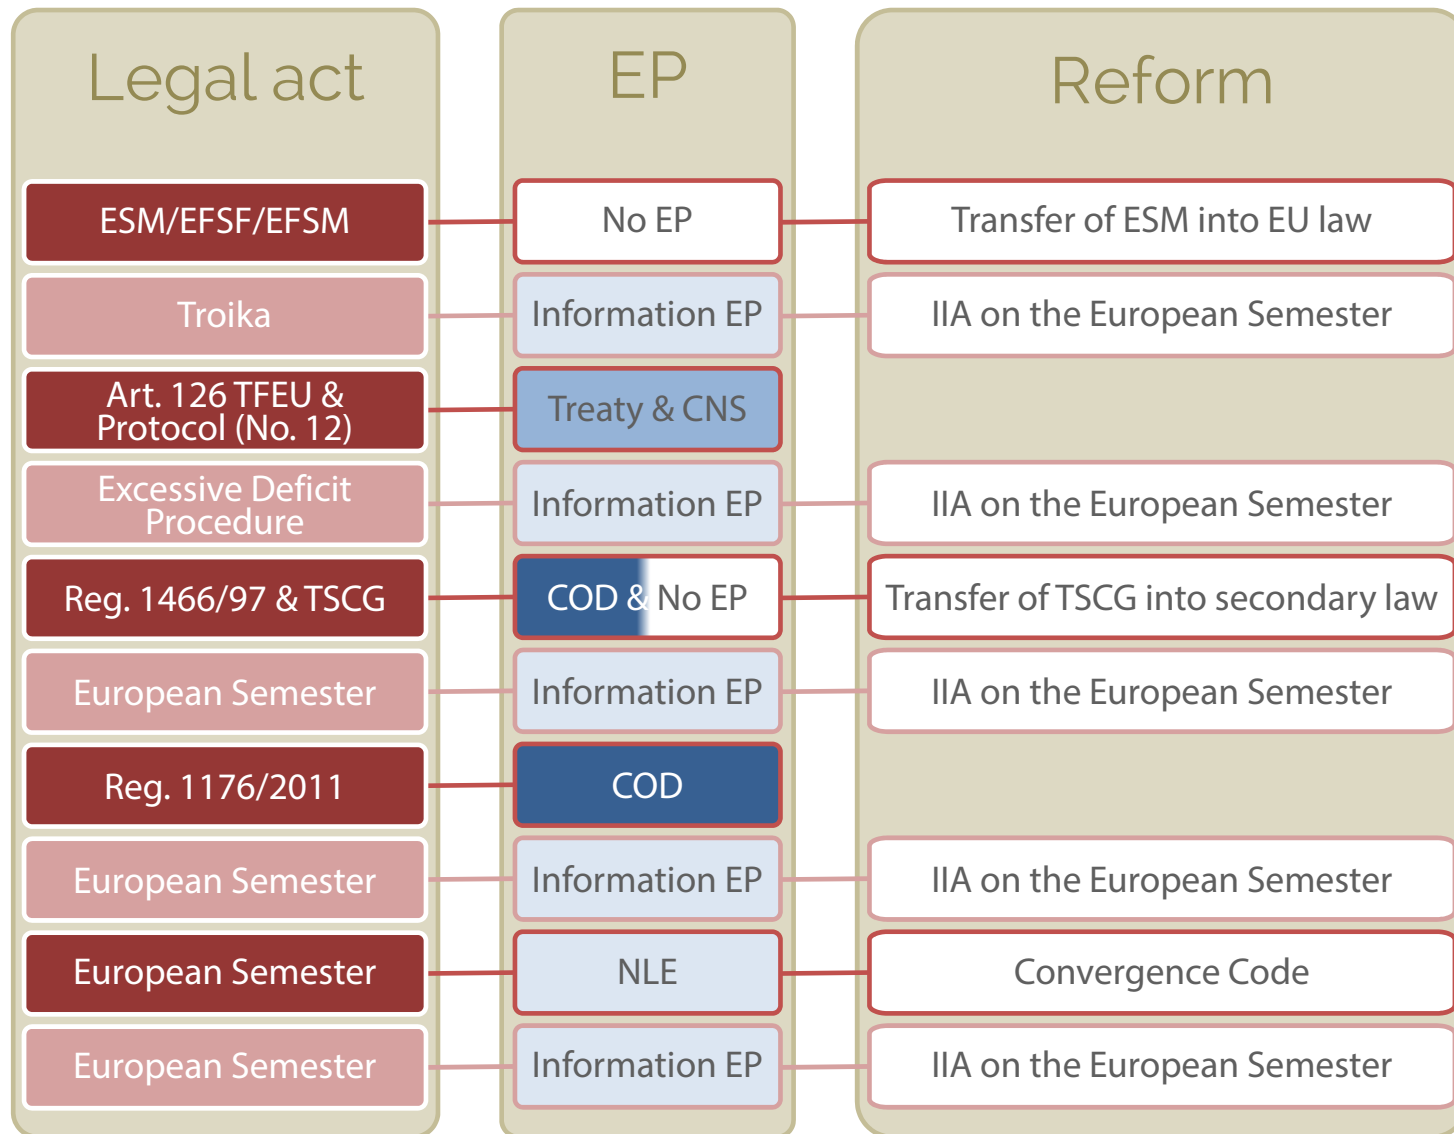 Legal act
EP
Reform
ESM/EFSF/EFSM
No EP
Transfer of ESM into EU law
Troika
Information EP
IIA on the European Semester
Art. 126 TFEU &
Protocol (No. 12)
Treaty & CNS
Excessive Deficit
Procedure
Information EP
IIA on the European Semester
Reg. 1466/97 & TSCG
COD & No EP
Transfer of TSCG into secondary law
European Semester
Information EP
IIA on the European Semester
Reg. 1176/2011
COD
European Semester
Information EP
IIA on the European Semester
European Semester
NLE
Convergence Code
European Semester
Information EP
IIA on the European Semester